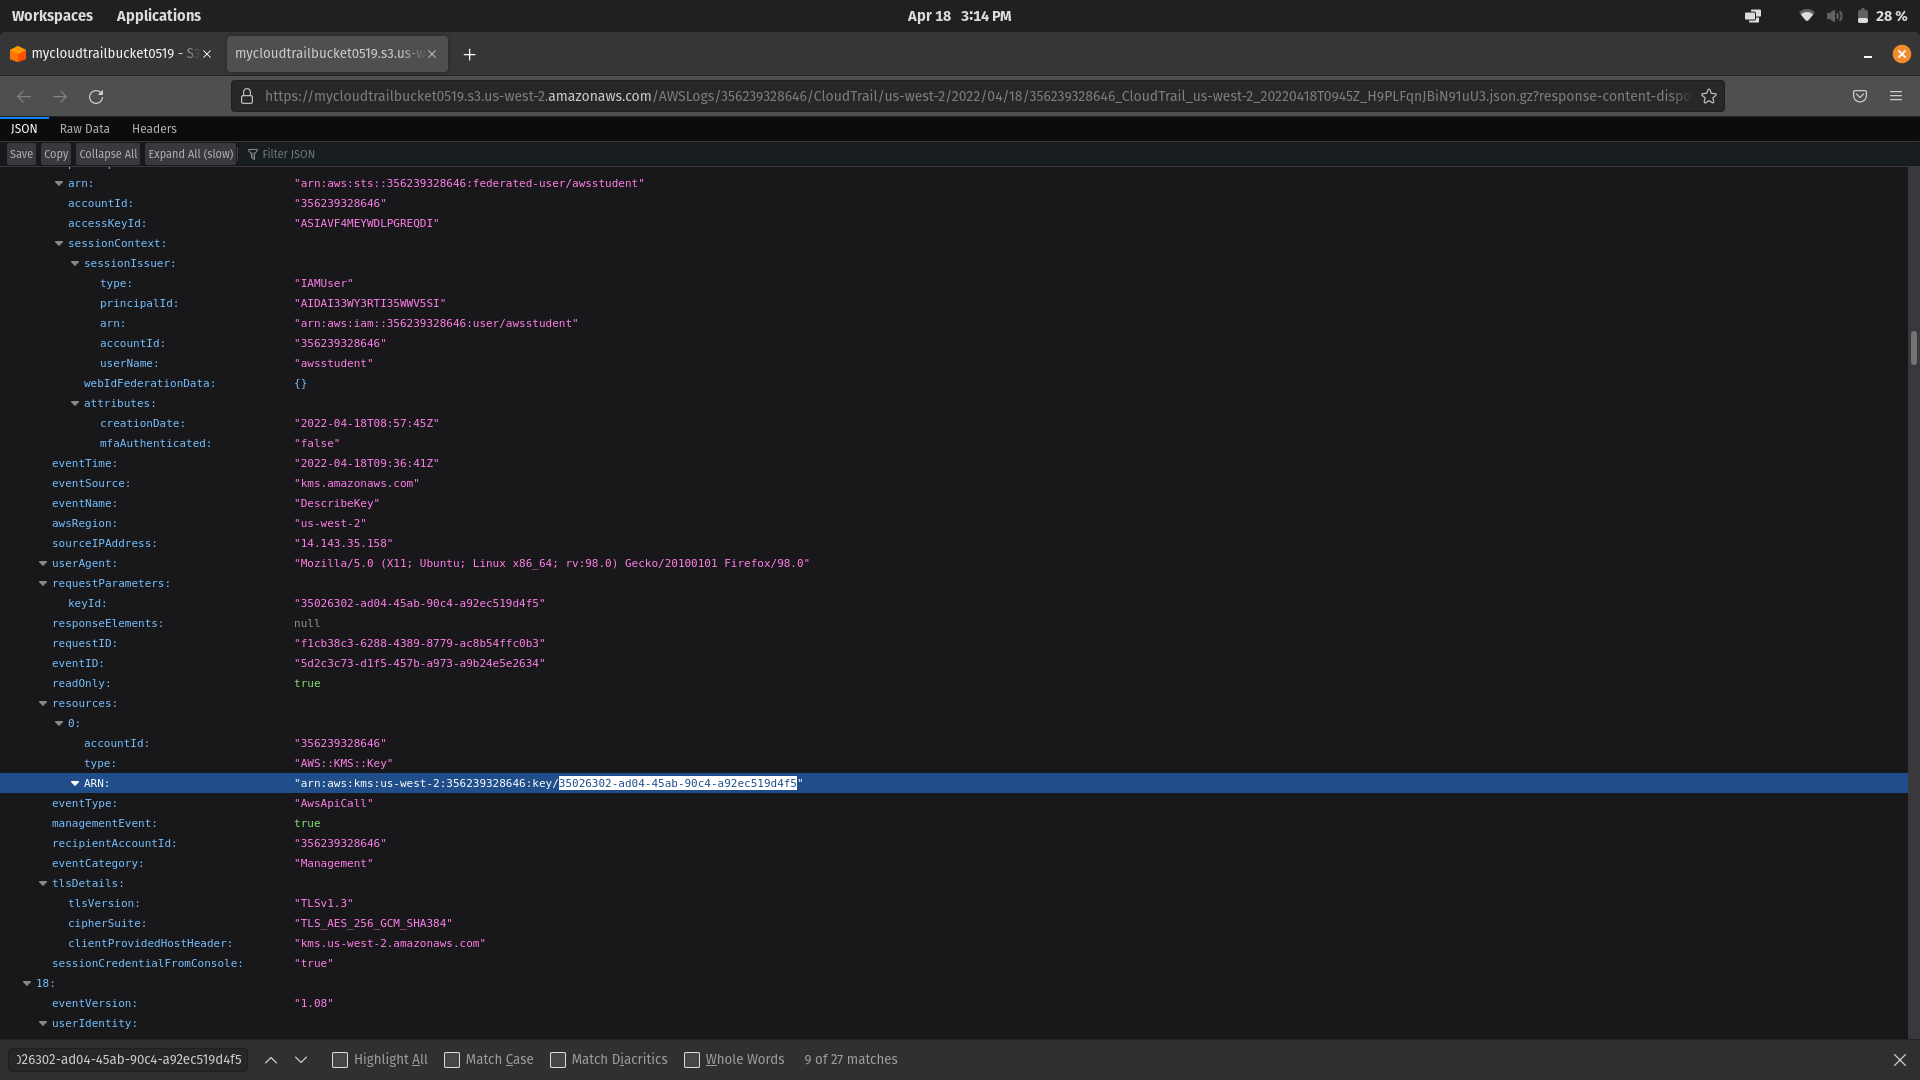 Workspaces Applications Apr 18 3:14 PM 28 %
mycloudtrailbucket0519 - S3 mycloudtrailbucket0519.s3.us-w
https://mycloudtrailbucket0519.s3.us-west-2.amazonaws.com/AWSLogs/356239328646/CloudTrail/us-west-2/2022/04/18/356239328646_CloudTrail_us-west-2_20220418T0945Z_H9PLFqnJBiN91uU3.json.gz?response-content-dispo
JSON Raw Data Headers
Save Copy Collapse All Expand All (slow) Filter JSON
arn: "arn:aws:sts::356239328646:federated-user/awsstudent"
accountId: "356239328646"
accessKeyId: "ASIAVF4MEYWDLPGREQDI"
sessionContext:
sessionIssuer:
type: "IAMUser"
principalId: "AIDAI33WY3RTI35WWV5SI"
arn: "arn:aws:iam::356239328646:user/awsstudent"
accountId: "356239328646"
userName: "awsstudent"
webIdFederationData: {}
attributes:
creationDate: "2022-04-18T08:57:45Z"
mfaAuthenticated: "false"
eventTime: "2022-04-18T09:36:41Z"
eventSource: "kms.amazonaws.com"
eventName: "DescribeKey"
awsRegion: "us-west-2"
sourceIPAddress: "14.143.35.158"
userAgent: "Mozilla/5.0 (X11; Ubuntu; Linux x86_64; rv:98.0) Gecko/20100101 Firefox/98.0"
requestParameters:
keyId: "35026302-ad04-45ab-90c4-a92ec519d4f5"
responseElements: null
requestID: "f1cb38c3-6288-4389-8779-ac8b54ffc0b3"
eventID: "5d2c3c73-d1f5-457b-a973-a9b24e5e2634"
readOnly: true
resources:
0:
accountId: "356239328646"
type: "AWS::KMS::Key"
ARN: "arn:aws:kms:us-west-2:356239328646:key/35026302-ad04-45ab-90c4-a92ec519d4f5"
eventType: "AwsApiCall"
managementEvent: true
recipientAccountId: "356239328646"
eventCategory: "Management"
tlsDetails:
tlsVersion: "TLSv1.3"
cipherSuite: "TLS_AES_256_GCM_SHA384"
clientProvidedHostHeader: "kms.us-west-2.amazonaws.com"
sessionCredentialFromConsole: "true"
18:
eventVersion: "1.08"
userIdentity:
026302-ad04-45ab-90c4-a92ec519d4f5 Highlight All Match Case Match Diacritics Whole Words 9 of 27 matches